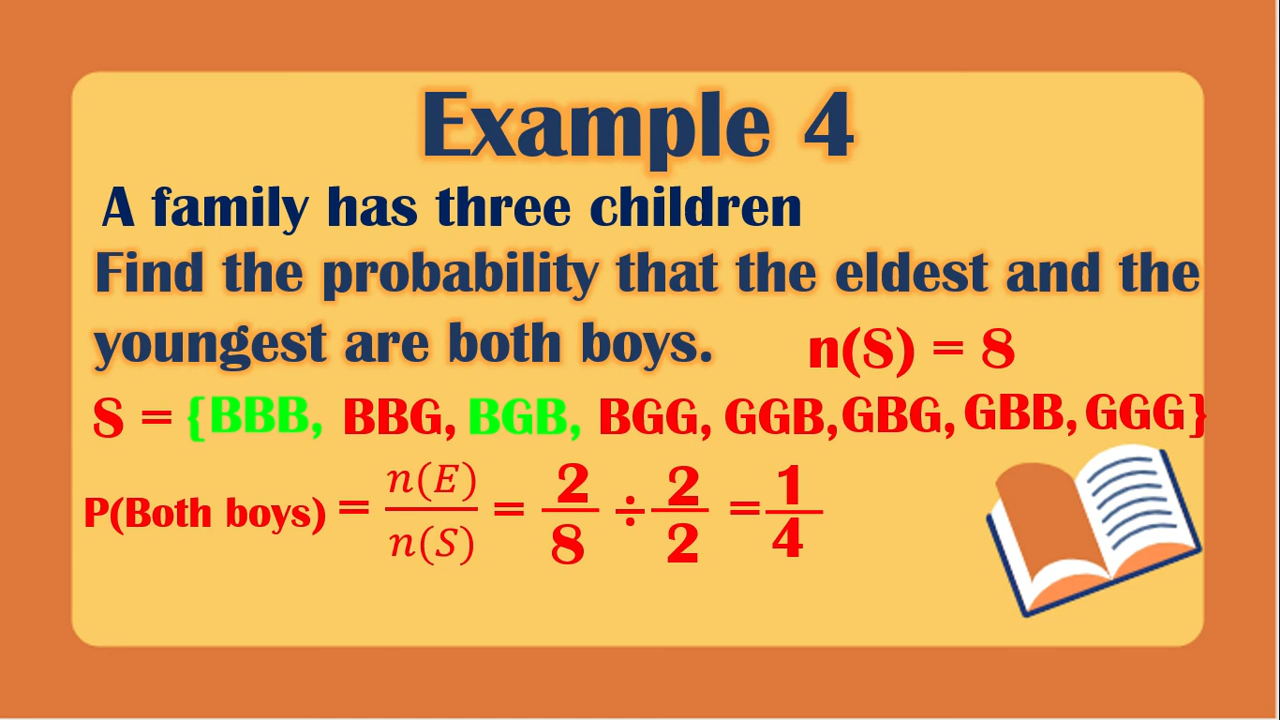 Example 4
A family has three children
Find the probability that the eldest and the
youngest are both boys. n(S) = 8
S = {BBB, BBG, BGB, BGG, GGB, GBG, GBB, GGG}
P(Both boys) = n(E)/n(S) = 2/8 ÷ 2/2 = 1/4